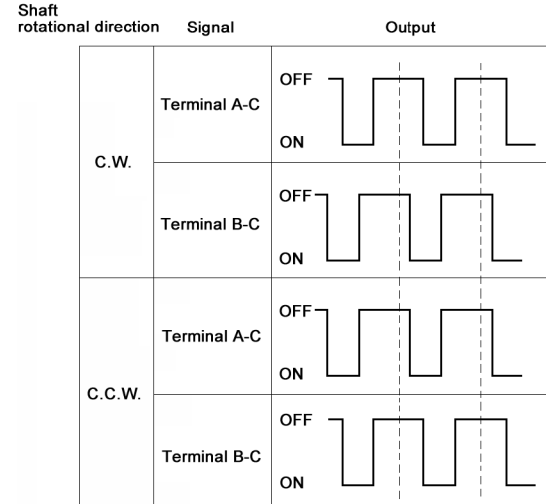 Shaft
rotational direction Signal Output
C.W.
Terminal A-C
OFF
ON
Terminal B-C
OFF
ON
C.C.W.
Terminal A-C
OFF
ON
Terminal B-C
OFF
ON